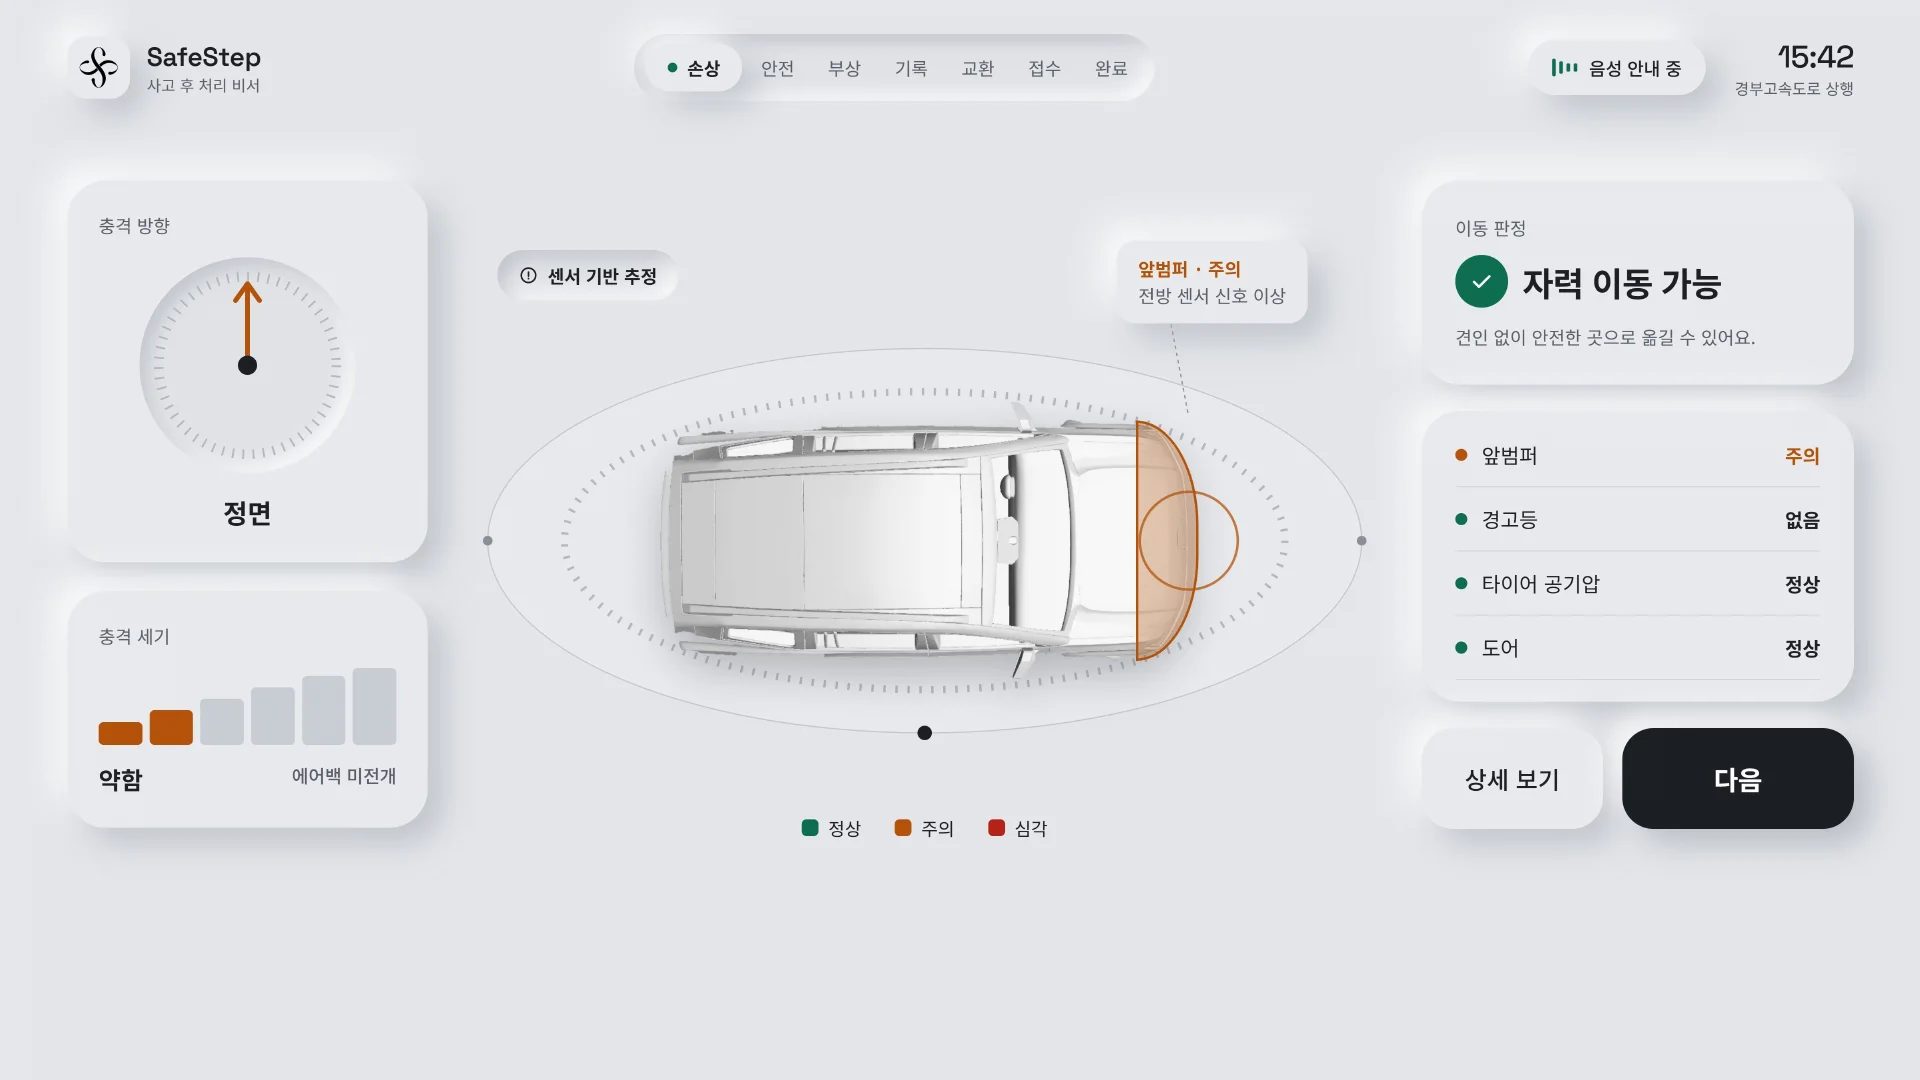 SafeStep
사고 후 처리 비서
손상
안전
부상
기록
교환
접수
완료
음성 안내 중
15:42
경부고속도로 상행
충격 방향
정면
충격 세기
약함
에어백 미전개
센서 기반 추정
앞범퍼 · 주의
전방 센서 신호 이상
정상
주의
심각
이동 판정
자력 이동 가능
견인 없이 안전한 곳으로 옮길 수 있어요.
앞범퍼 주의
경고등 없음
타이어 공기압 정상
도어 정상
상세 보기
다음